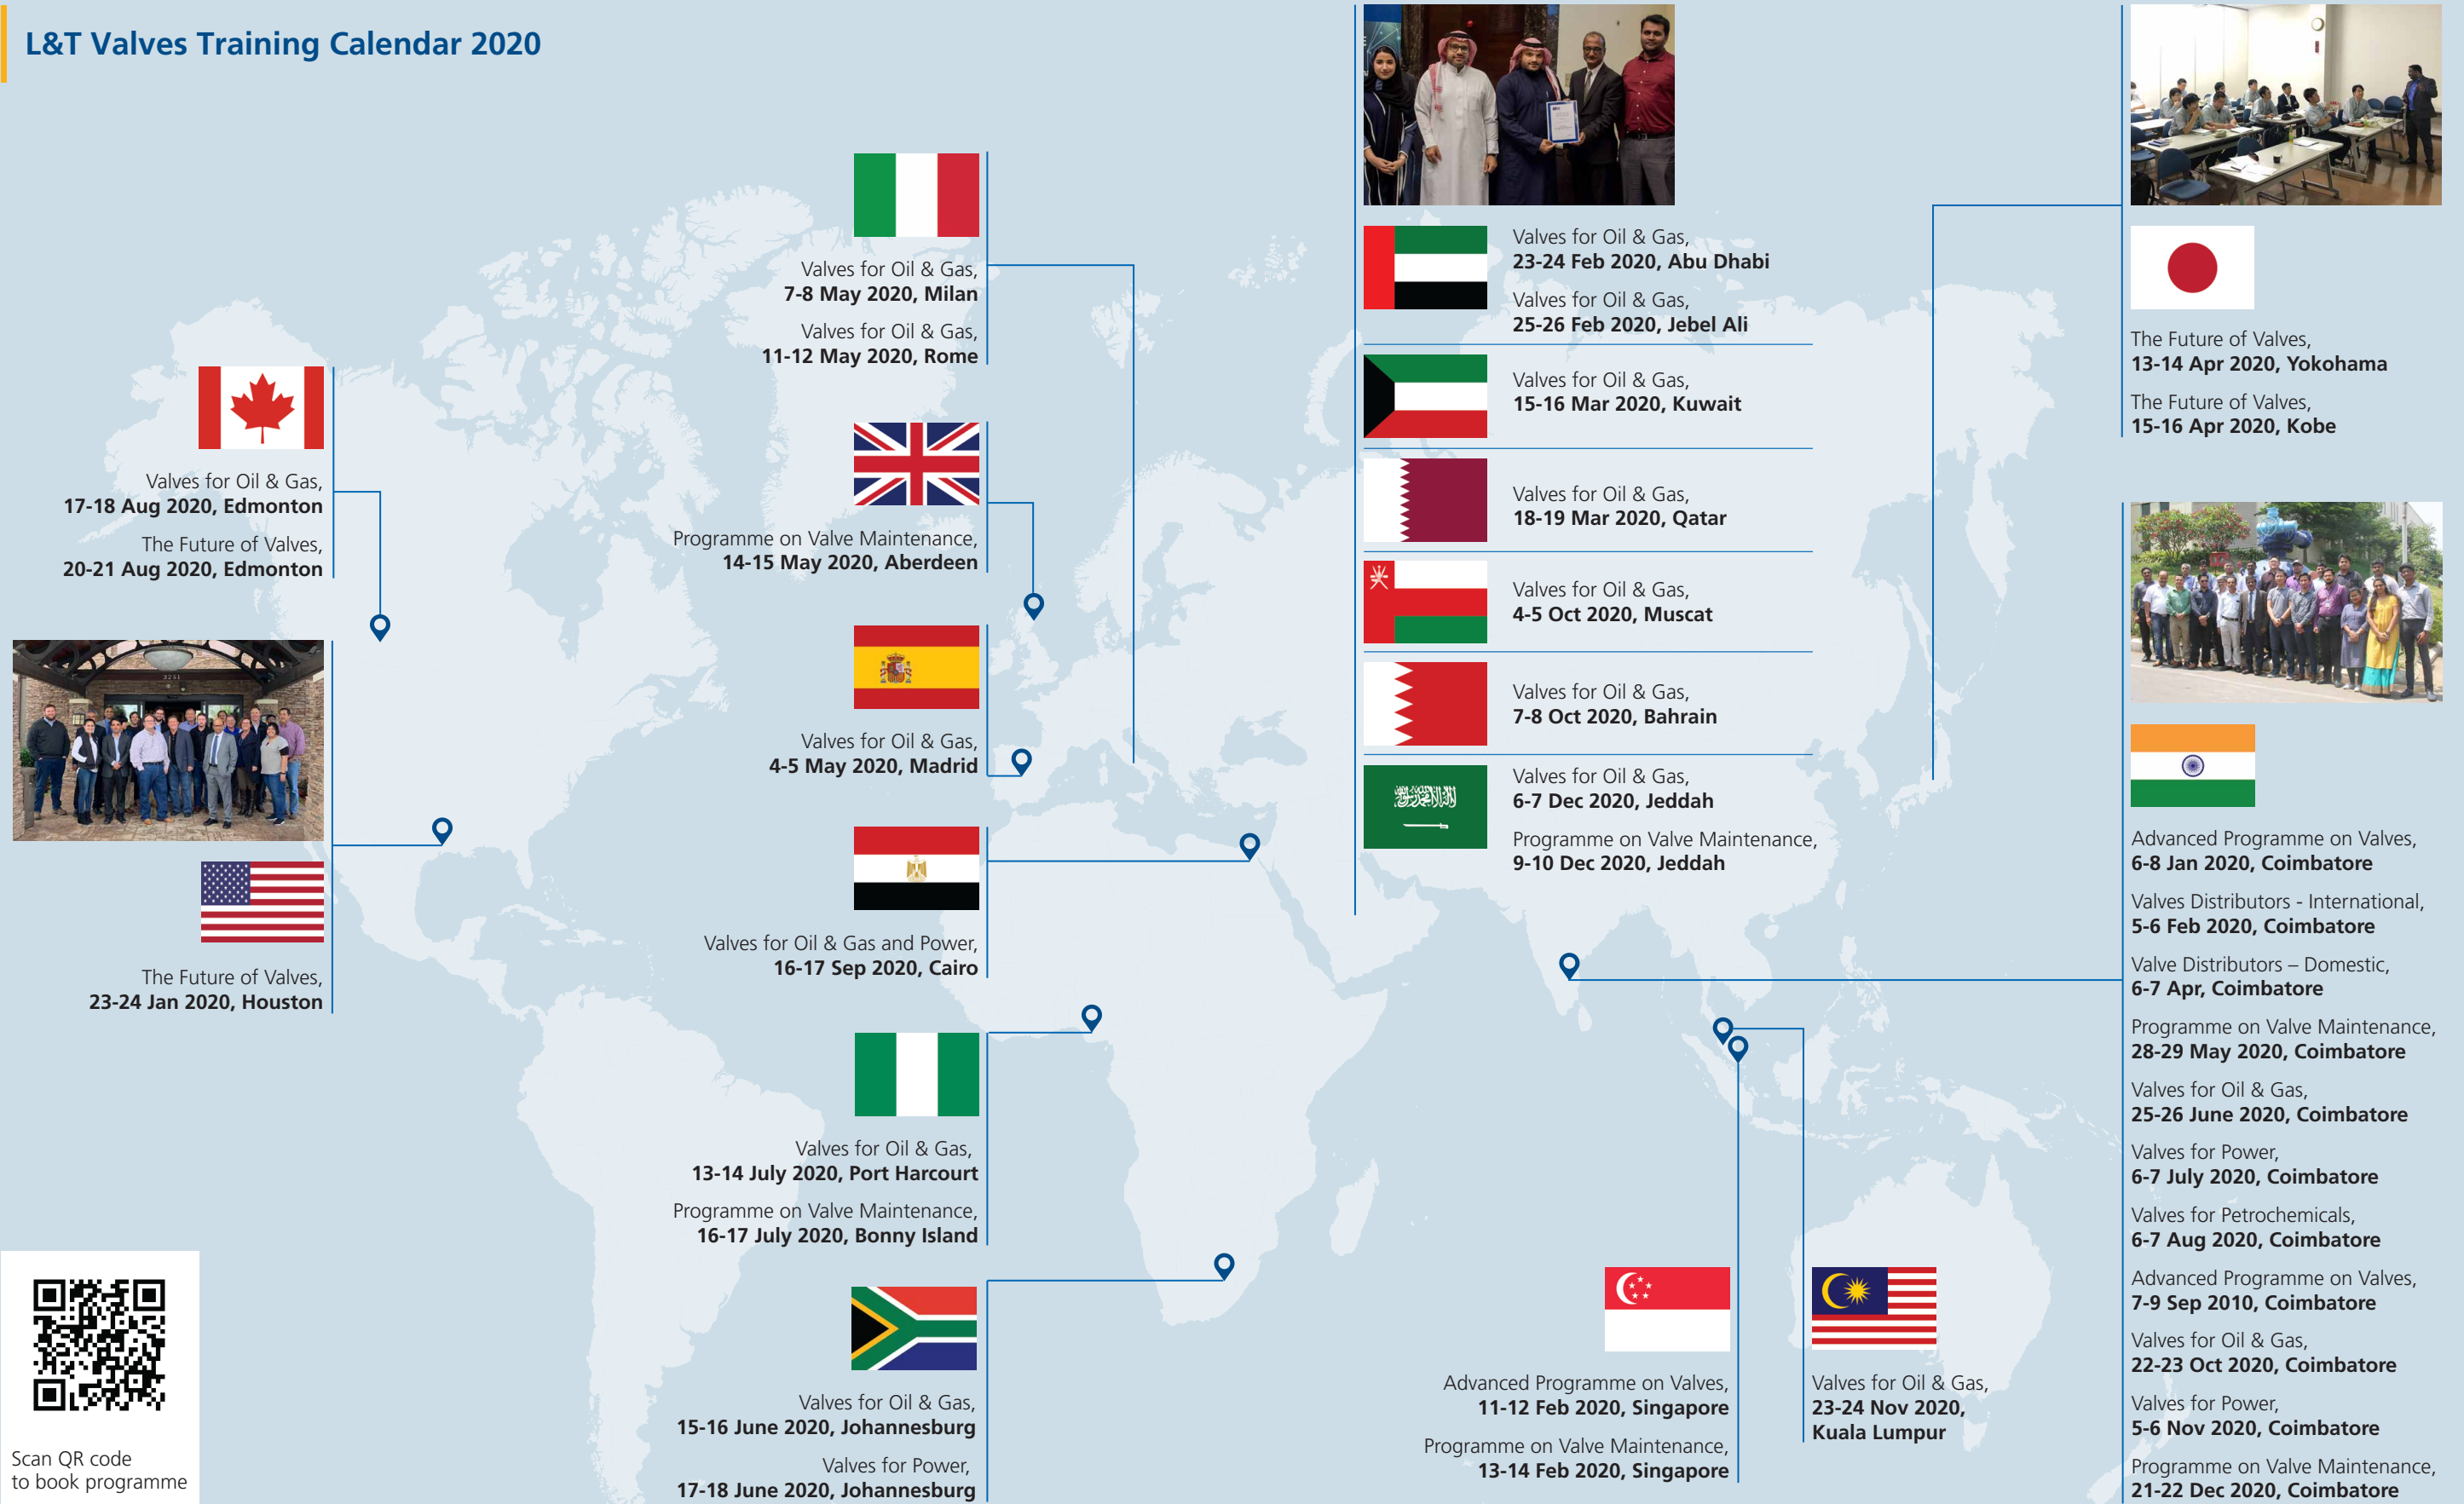 L&T Valves Training Calendar 2020
Valves for Oil & Gas,
17-18 Aug 2020, Edmonton
The Future of Valves,
20-21 Aug 2020, Edmonton
3251
The Future of Valves,
23-24 Jan 2020, Houston
Scan QR code
to book programme
Valves for Oil & Gas,
7-8 May 2020, Milan
Valves for Oil & Gas,
11-12 May 2020, Rome
Programme on Valve Maintenance,
14-15 May 2020, Aberdeen
Valves for Oil & Gas,
4-5 May 2020, Madrid
Valves for Oil & Gas and Power,
16-17 Sep 2020, Cairo
Valves for Oil & Gas,
13-14 July 2020, Port Harcourt
Programme on Valve Maintenance,
16-17 July 2020, Bonny Island
Valves for Oil & Gas,
15-16 June 2020, Johannesburg
Valves for Power,
17-18 June 2020, Johannesburg
Valves for Oil & Gas,
23-24 Feb 2020, Abu Dhabi
Valves for Oil & Gas,
25-26 Feb 2020, Jebel Ali
Valves for Oil & Gas,
15-16 Mar 2020, Kuwait
Valves for Oil & Gas,
18-19 Mar 2020, Qatar
Valves for Oil & Gas,
4-5 Oct 2020, Muscat
Valves for Oil & Gas,
7-8 Oct 2020, Bahrain
Valves for Oil & Gas,
6-7 Dec 2020, Jeddah
Programme on Valve Maintenance,
9-10 Dec 2020, Jeddah
Advanced Programme on Valves,
11-12 Feb 2020, Singapore
Programme on Valve Maintenance,
13-14 Feb 2020, Singapore
Valves for Oil & Gas,
23-24 Nov 2020,
Kuala Lumpur
The Future of Valves,
13-14 Apr 2020, Yokohama
The Future of Valves,
15-16 Apr 2020, Kobe
Advanced Programme on Valves,
6-8 Jan 2020, Coimbatore
Valves Distributors - International,
5-6 Feb 2020, Coimbatore
Valve Distributors – Domestic,
6-7 Apr, Coimbatore
Programme on Valve Maintenance,
28-29 May 2020, Coimbatore
Valves for Oil & Gas,
25-26 June 2020, Coimbatore
Valves for Power,
6-7 July 2020, Coimbatore
Valves for Petrochemicals,
6-7 Aug 2020, Coimbatore
Advanced Programme on Valves,
7-9 Sep 2010, Coimbatore
Valves for Oil & Gas,
22-23 Oct 2020, Coimbatore
Valves for Power,
5-6 Nov 2020, Coimbatore
Programme on Valve Maintenance,
21-22 Dec 2020, Coimbatore